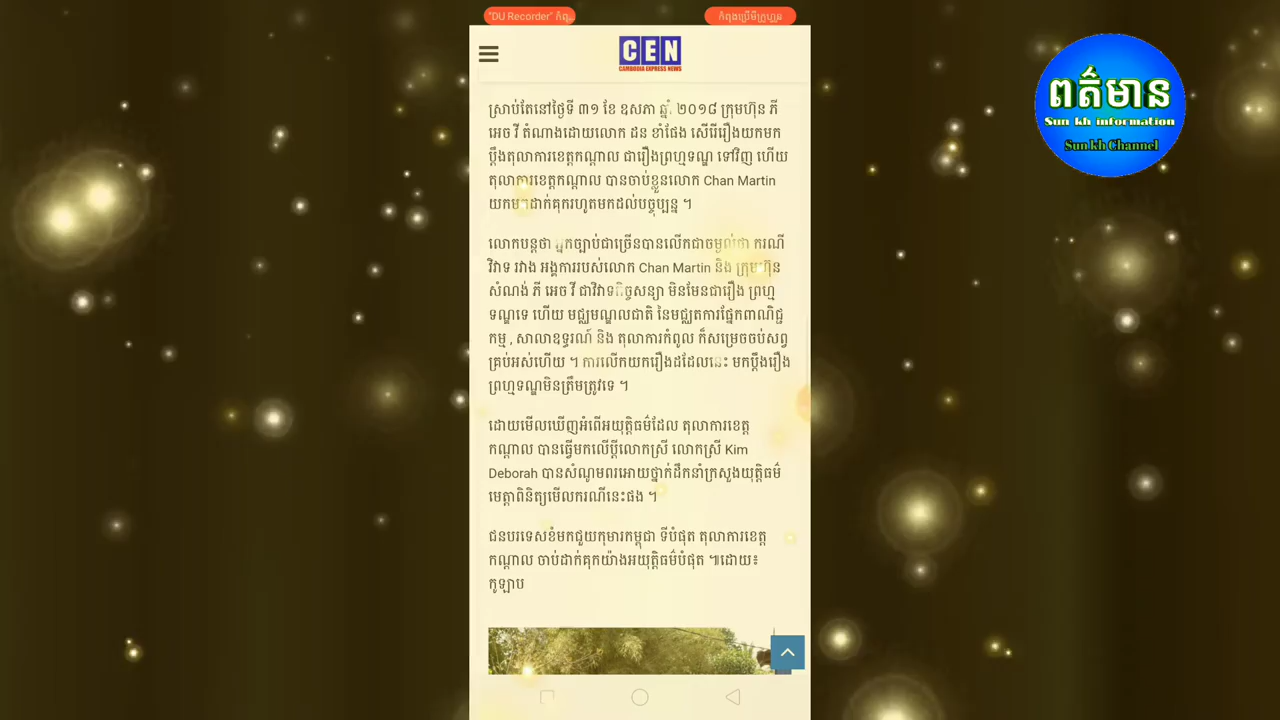 "DU Recorder" កំពុ...
កំពុងប្រើមីក្រូហ្វូន
CEN
CAMBODIA EXPRESS NEWS
ព័ត៌មាន
Sun kh information
Sun kh Channel
ស្រាប់តែនៅថ្ងៃទី ៣១ ខែ ឧសភា ឆ្នាំ ២០១៨ ក្រុមហ៊ុន ភី
អេច វី តំណាងដោយលោក ដន ខាំផែង សើរើរឿងយកមក
ប្តឹងតុលាការខេត្តកណ្តាល ជារឿងព្រហ្មទណ្ឌ ទៅវិញ ហើយ
តុលាការខេត្តកណ្តាល បានចាប់ខ្លួនលោក Chan Martin
យកមកដាក់គុករហូតមកដល់បច្ចុប្បន្ន ។
លោកបន្តថា អ្នកច្បាប់ជាច្រើនបានលើកជាចម្ងល់ថា ករណី
វិវាទ រវាង អង្គការរបស់លោក Chan Martin និង ក្រុមហ៊ុន
សំណង់ ភី អេច វី ជាវិវាទកិច្ចសន្យា មិនមែនជារឿង ព្រហ្ម
ទណ្ឌទេ ហើយ មជ្ឈមណ្ឌលជាតិ នៃមជ្ឈតការផ្នែកពាណិជ្ជ
កម្ម , សាលាឧទ្ធរណ៍ និង តុលាការកំពូល ក៏សម្រេចចប់សព្វ
គ្រប់អស់ហើយ ។ ការលើកយករឿងដដែលនេះ មកប្តឹងរឿង
ព្រហ្មទណ្ឌមិនត្រឹមត្រូវទេ ។
ដោយមើលឃើញអំពើអយុត្តិធម៌ដែល តុលាការខេត្ត
កណ្តាល បានធ្វើមកលើប្តីលោកស្រី លោកស្រី Kim
Deborah បានសំណូមពរអោយថ្នាក់ដឹកនាំក្រសួងយុត្តិធម៌
មេត្តាពិនិត្យមើលករណីនេះផង ។
ជនបរទេសខំមកជួយកុមារកម្ពុជា ទីបំផុត តុលាការខេត្ត
កណ្តាល ចាប់ដាក់គុកយ៉ាងអយុត្តិធម៌បំផុត ៕ដោយ៖
កូឡាប